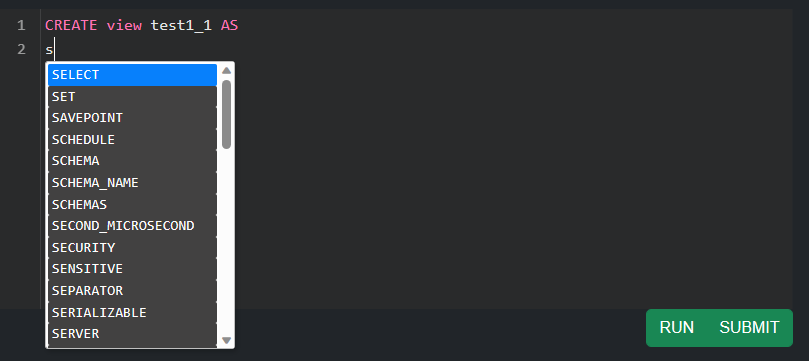 1 CREATE view test1_1 AS
2 s
SELECT
SET
SAVEPOINT
SCHEDULE
SCHEMA
SCHEMA_NAME
SCHEMAS
SECOND_MICROSECOND
SECURITY
SENSITIVE
SEPARATOR
SERIALIZABLE
SERVER
RUN SUBMIT